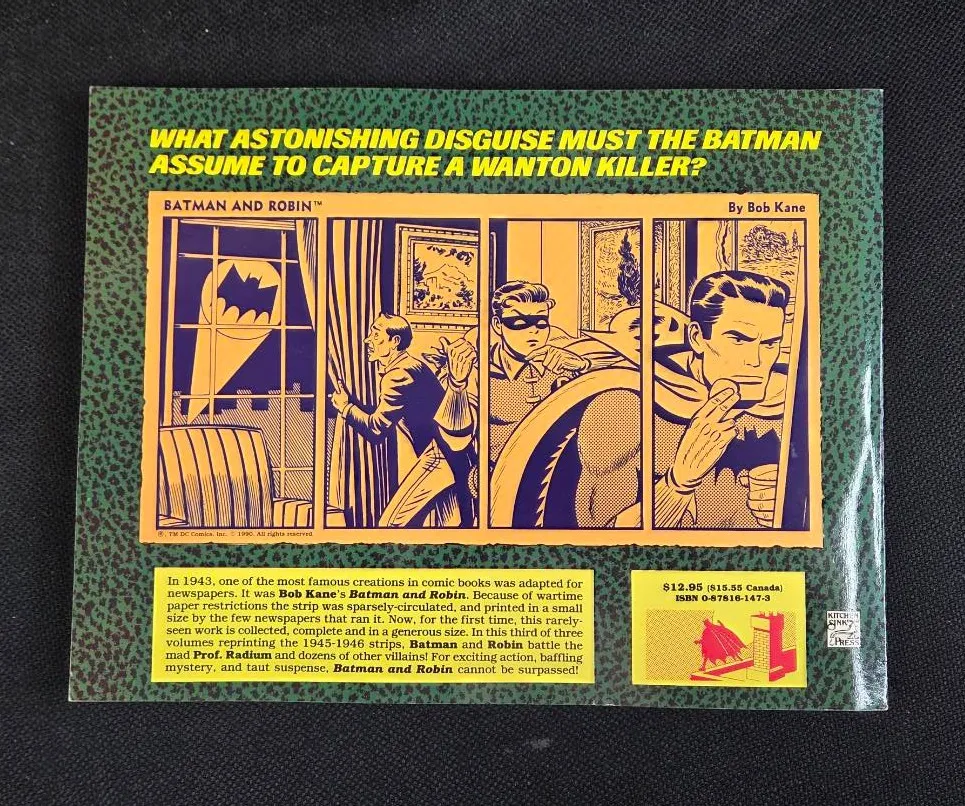 WHAT ASTONISHING DISGUISE MUST THE BATMAN
ASSUME TO CAPTURE A WANTON KILLER?
BATMAN AND ROBIN™
By Bob Kane
®, TM DC Comics, Inc. © 1990. All rights reserved
In 1943, one of the most famous creations in comic books was adapted for
newspapers. It was Bob Kane's Batman and Robin. Because of wartime
paper restrictions the strip was sparsely-circulated, and printed in a small
size by the few newspapers that ran it. Now, for the first time, this rarely-
seen work is collected, complete and in a generous size. In this third of three
volumes reprinting the 1945-1946 strips, Batman and Robin battle the
mad Prof. Radium and dozens of other villains! For exciting action, baffling
mystery, and taut suspense, Batman and Robin cannot be surpassed!
$12.95 ($15.55 Canada)
ISBN 0-87816-147-3
KITCHEN
SINK
PRESS